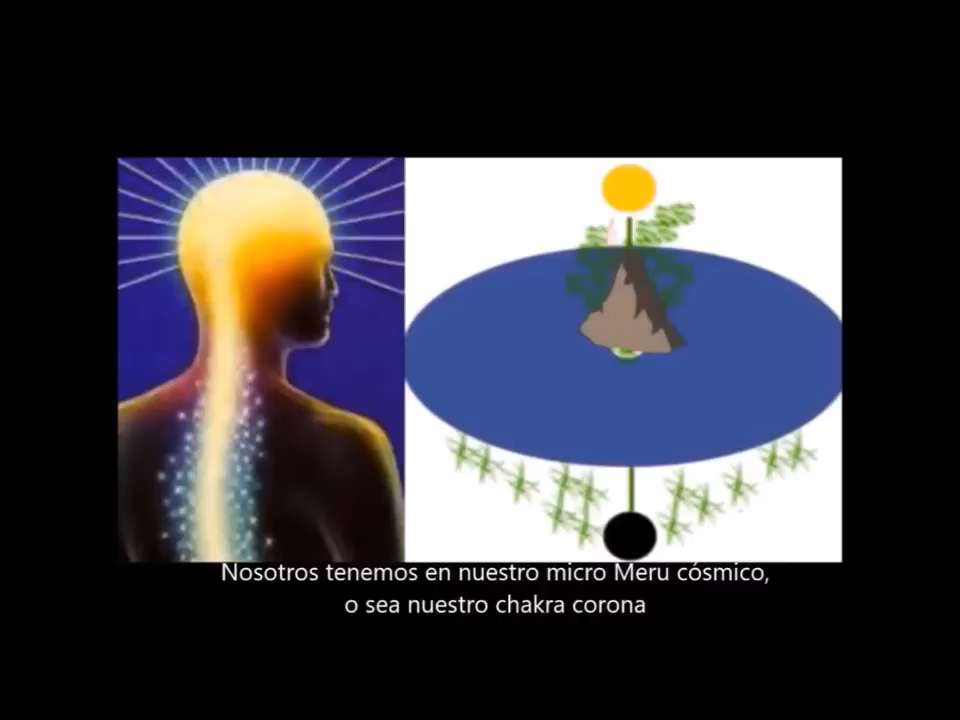 Nosotros tenemos en nuestro micro Meru cósmico,
o sea nuestro chakra corona